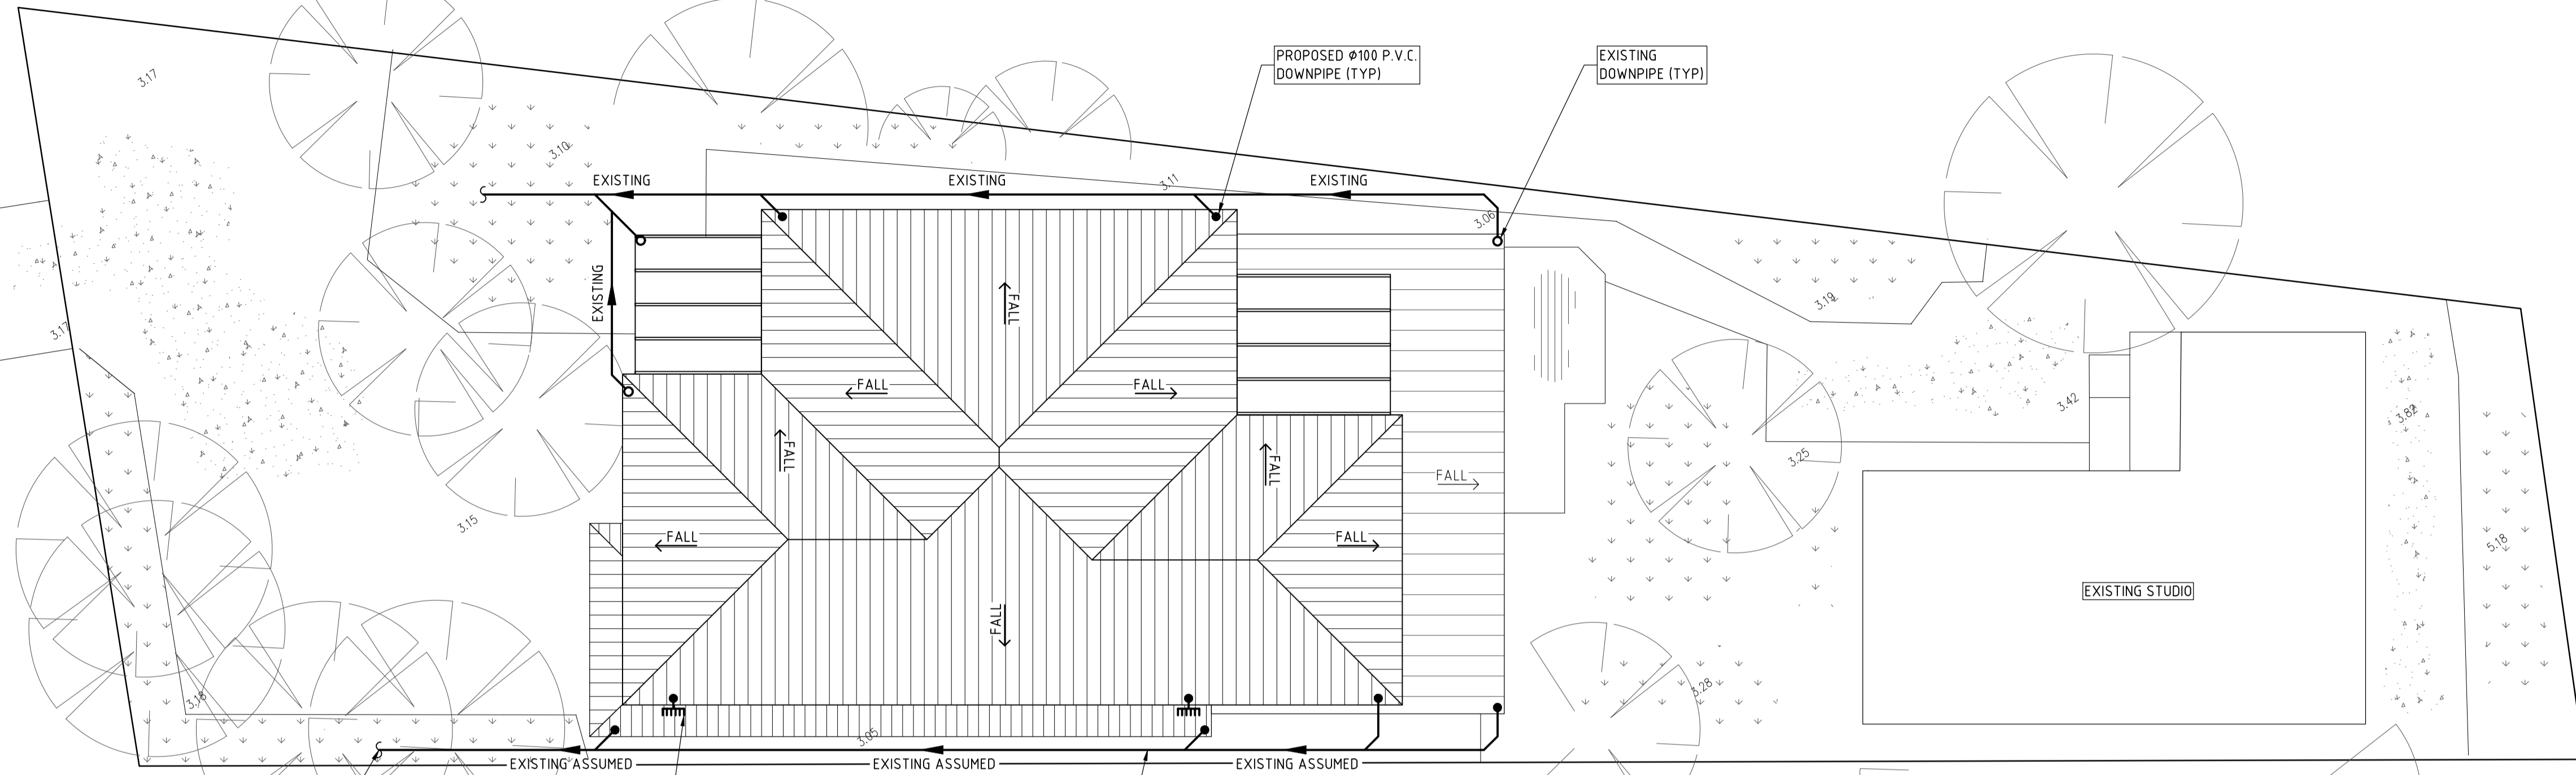 PROPOSED Ø100 P.V.C.
DOWNPIPE (TYP)
EXISTING
DOWNPIPE (TYP)
3.17
3.10
EXISTING
EXISTING
3.11
EXISTING
3.06
EXISTING
3.17
FALL
3.19
FALL
FALL
3.42
3.82
FALL
FALL
FALL
3.25
3.15
FALL
FALL
5.18
EXISTING STUDIO
FALL
3.18
3.28
3.05
EXISTING ASSUMED
EXISTING ASSUMED
EXISTING ASSUMED